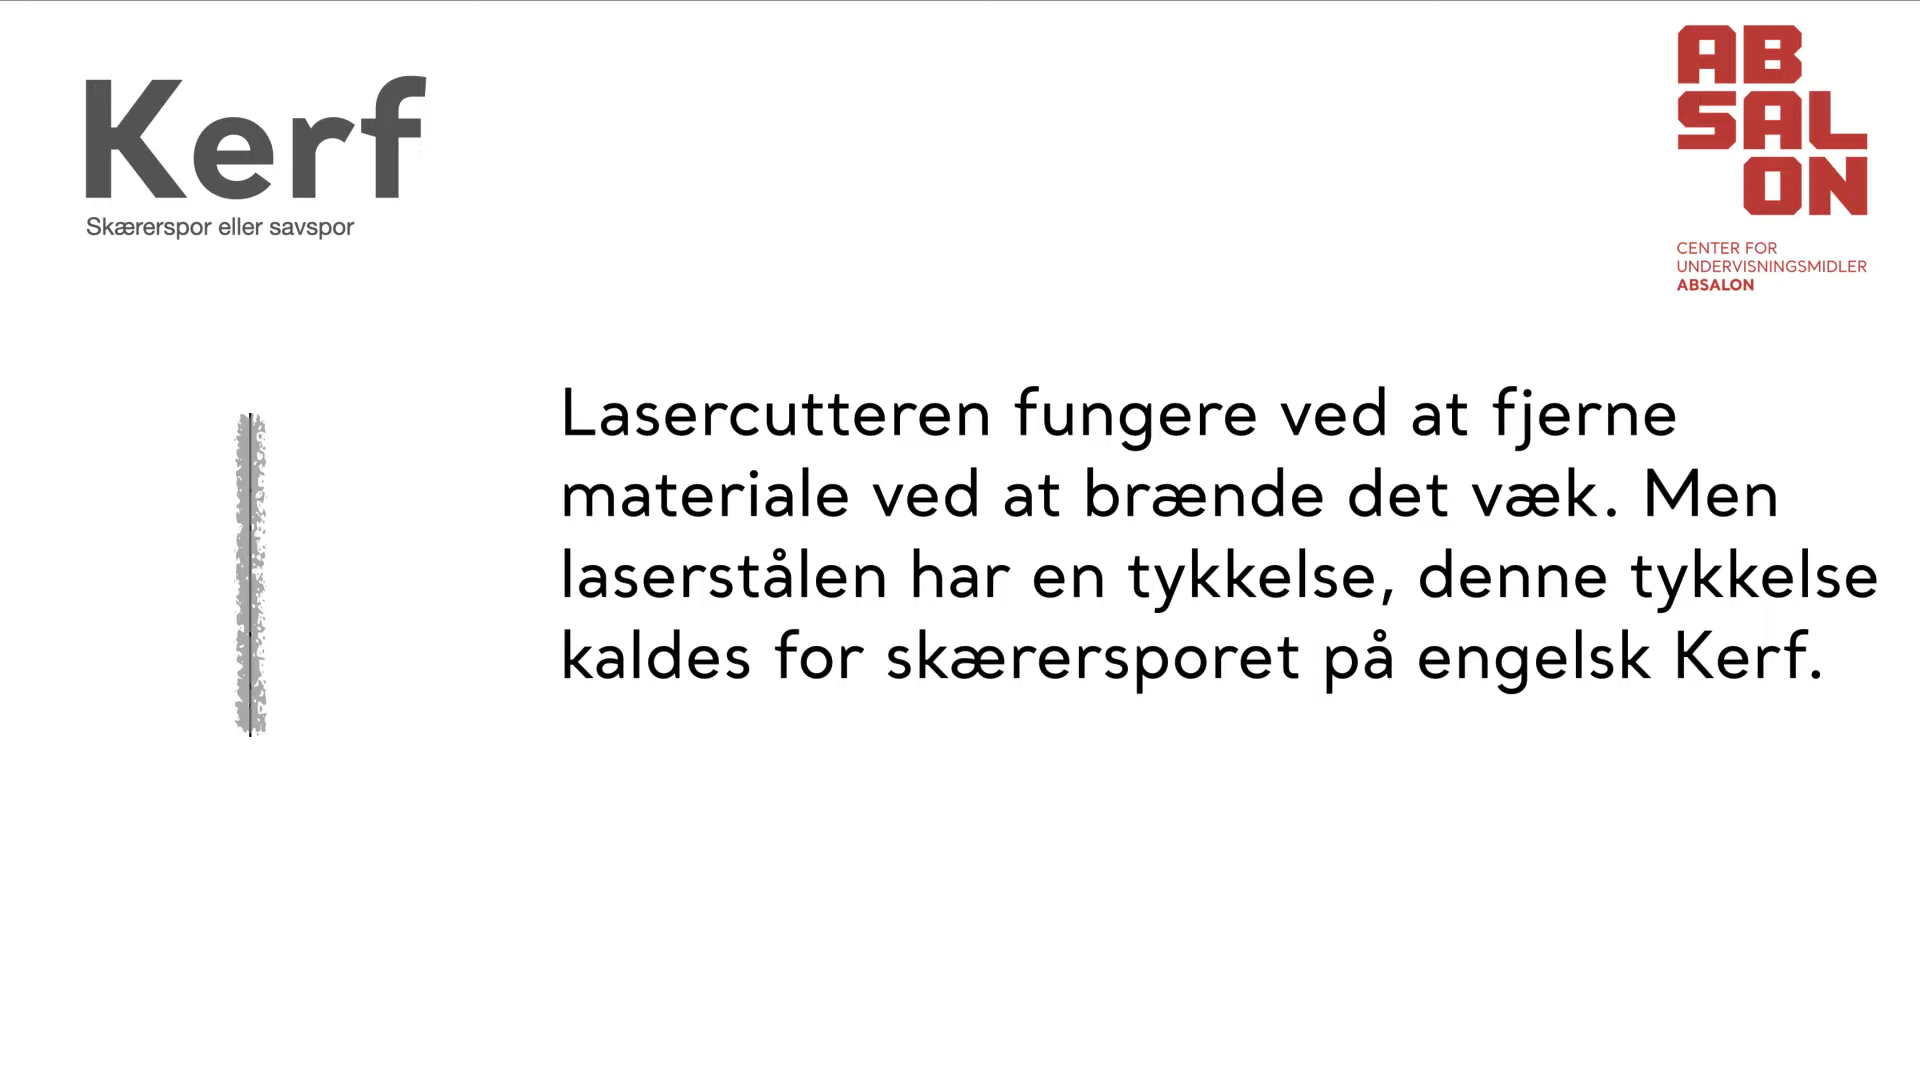 Kerf
Skærerspor eller savspor
AB
SAL
ON
CENTER FOR
UNDERVISNINGSMIDLER
ABSALON
Lasercutteren fungere ved at fjerne
materiale ved at brænde det væk. Men
laserstålen har en tykkelse, denne tykkelse
kaldes for skærersporet på engelsk Kerf.